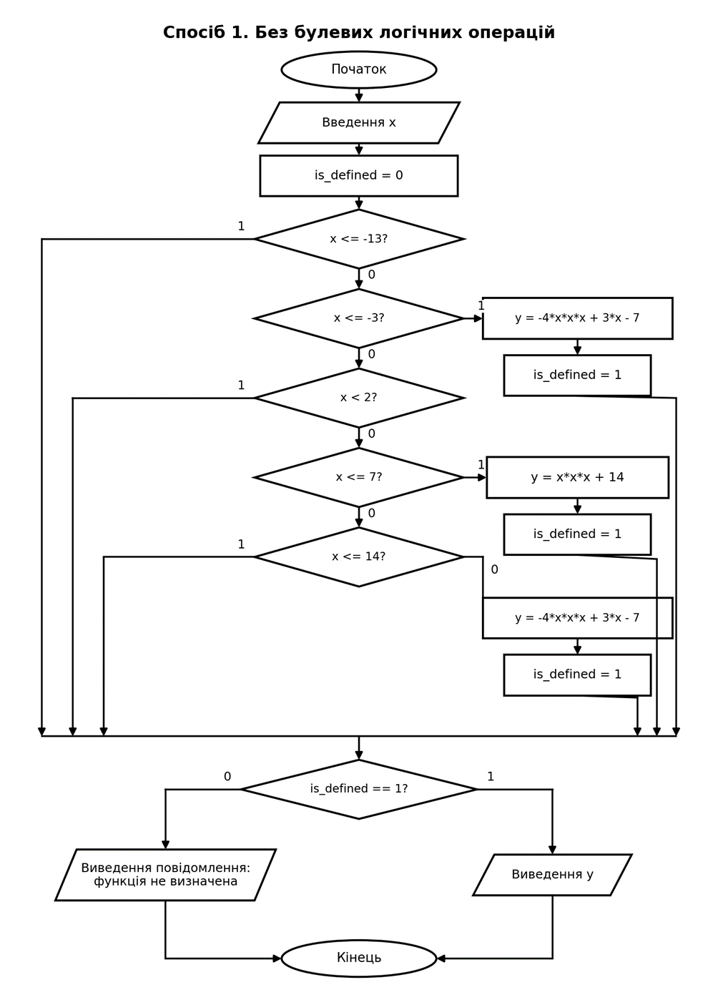 Спосіб 1. Без булевих логічних операцій
Початок
Введення x
is_defined = 0
1
x <= -13?
0
x <= -3?
1
y = -4*x*x*x + 3*x - 7
0
is_defined = 1
1
x < 2?
0
x <= 7?
1
y = x*x*x + 14
0
is_defined = 1
1
x <= 14?
0
y = -4*x*x*x + 3*x - 7
is_defined = 1
0
is_defined == 1?
1
Виведення повідомлення:
функція не визначена
Виведення y
Кінець